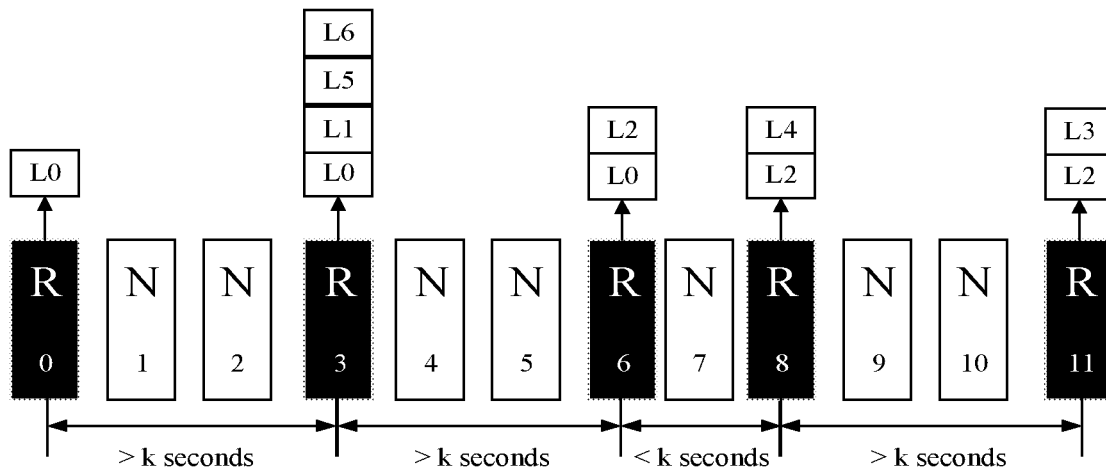 L6
L5
L1
L0
L0
L2
L0
L4
L2
L3
L2
R N N R N N R N R N N R
0 1 2 3 4 5 6 7 8 9 10 11
> k seconds > k seconds < k seconds > k seconds